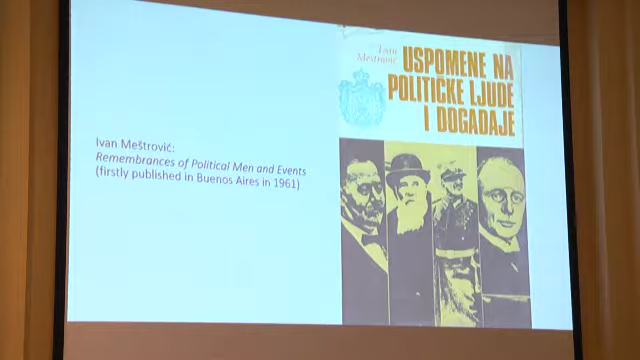 Ivan Meštrović:
Remembrances of Political Men and Events
(firstly published in Buenos Aires in 1961)
Ivan
Meštrović
USPOMENE NA
POLITIČKE LJUDE
I DOGAĐAJE